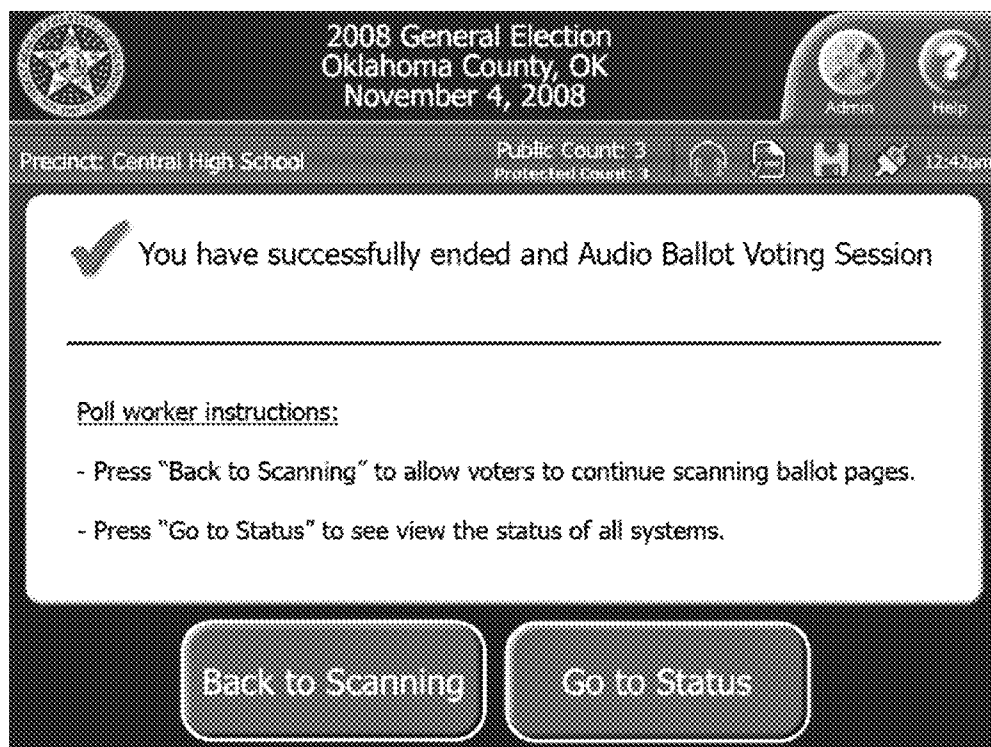 2008 General Election
Oklahoma County, OK
November 4, 2008
Admin
Help
Precinct: Central High School
Public Count: 3
Protected Count: 3
12:42pm
You have successfully ended and Audio Ballot Voting Session
Poll worker instructions:
- Press "Back to Scanning" to allow voters to continue scanning ballot pages.
- Press "Go to Status" to see view the status of all systems.
Back to Scanning
Go to Status